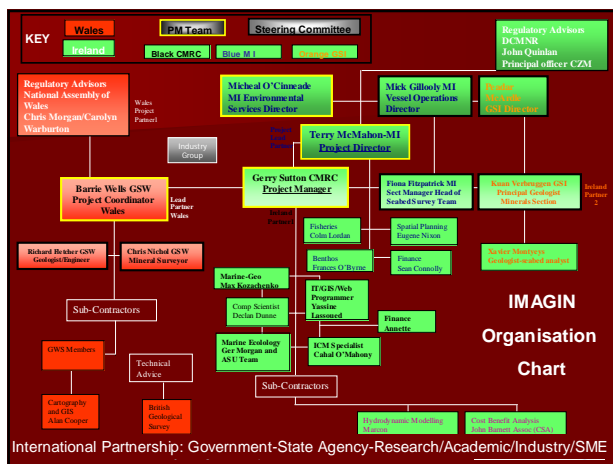 KEY
Wales
Ireland
PM Team
Steering Committee
Black CMRC
Blue M I
Orange GSI
Regulatory Advisors
DCMNR
John Quinlan
Principal officer CZM
Regulatory Advisors
National Assembly of
Wales
Chris Morgan/Carolyn
Warburton
Wales
Project
Partner1
Micheal O'Cinneade
MI Environmental
Services Director
Mick Gillooly MI
Vessel Operations
Director
GSI Director
Terry McMahon-MI
Project Director
Industry
Group
Barrie Wells GSW
Project Coordinator
Wales
Lead
Partner
Wales
Gerry Sutton CMRC
Project Manager
Fiona Fitzpatrick MI
Sect Manager Head of
Seabed Survey Team
Koen Verbruggen GSI
Principal Geologist
Minerals Section
Ireland
Partner
2
Richard Fletcher GSW
Geologist/Engineer
Chris Nichol GSW
Mineral Surveyor
Fisheries
Colm Lordan
Spatial Planning
Eugene Nixon
Benthos
Frances O'Byrne
Finance
Sean Connolly
Xavier Monteys
Geologist-seabed analyst
Marine-Geo
Max Kozachenko
IT/GIS/Web
Programmer
Yassine
Lassoued
Comp Scientist
Declan Dunne
Finance
Annette
Marine Ecolology
Ger Morgan and
ASU Team
ICM Specialist
Cahal O'Mahony
IMAGIN
Organisation
Chart
Sub-Contractors
GWS Members
Technical
Advice
Cartography
and GIS
Alan Cooper
British
Geological
Survey
Sub-Contractors
Hydrodynamic Modelling
Marcon
Cost Benefit Analysis
John Barnett Assoc (CSA)
International Partnership: Government-State Agency-Research/Academic/Industry/SME